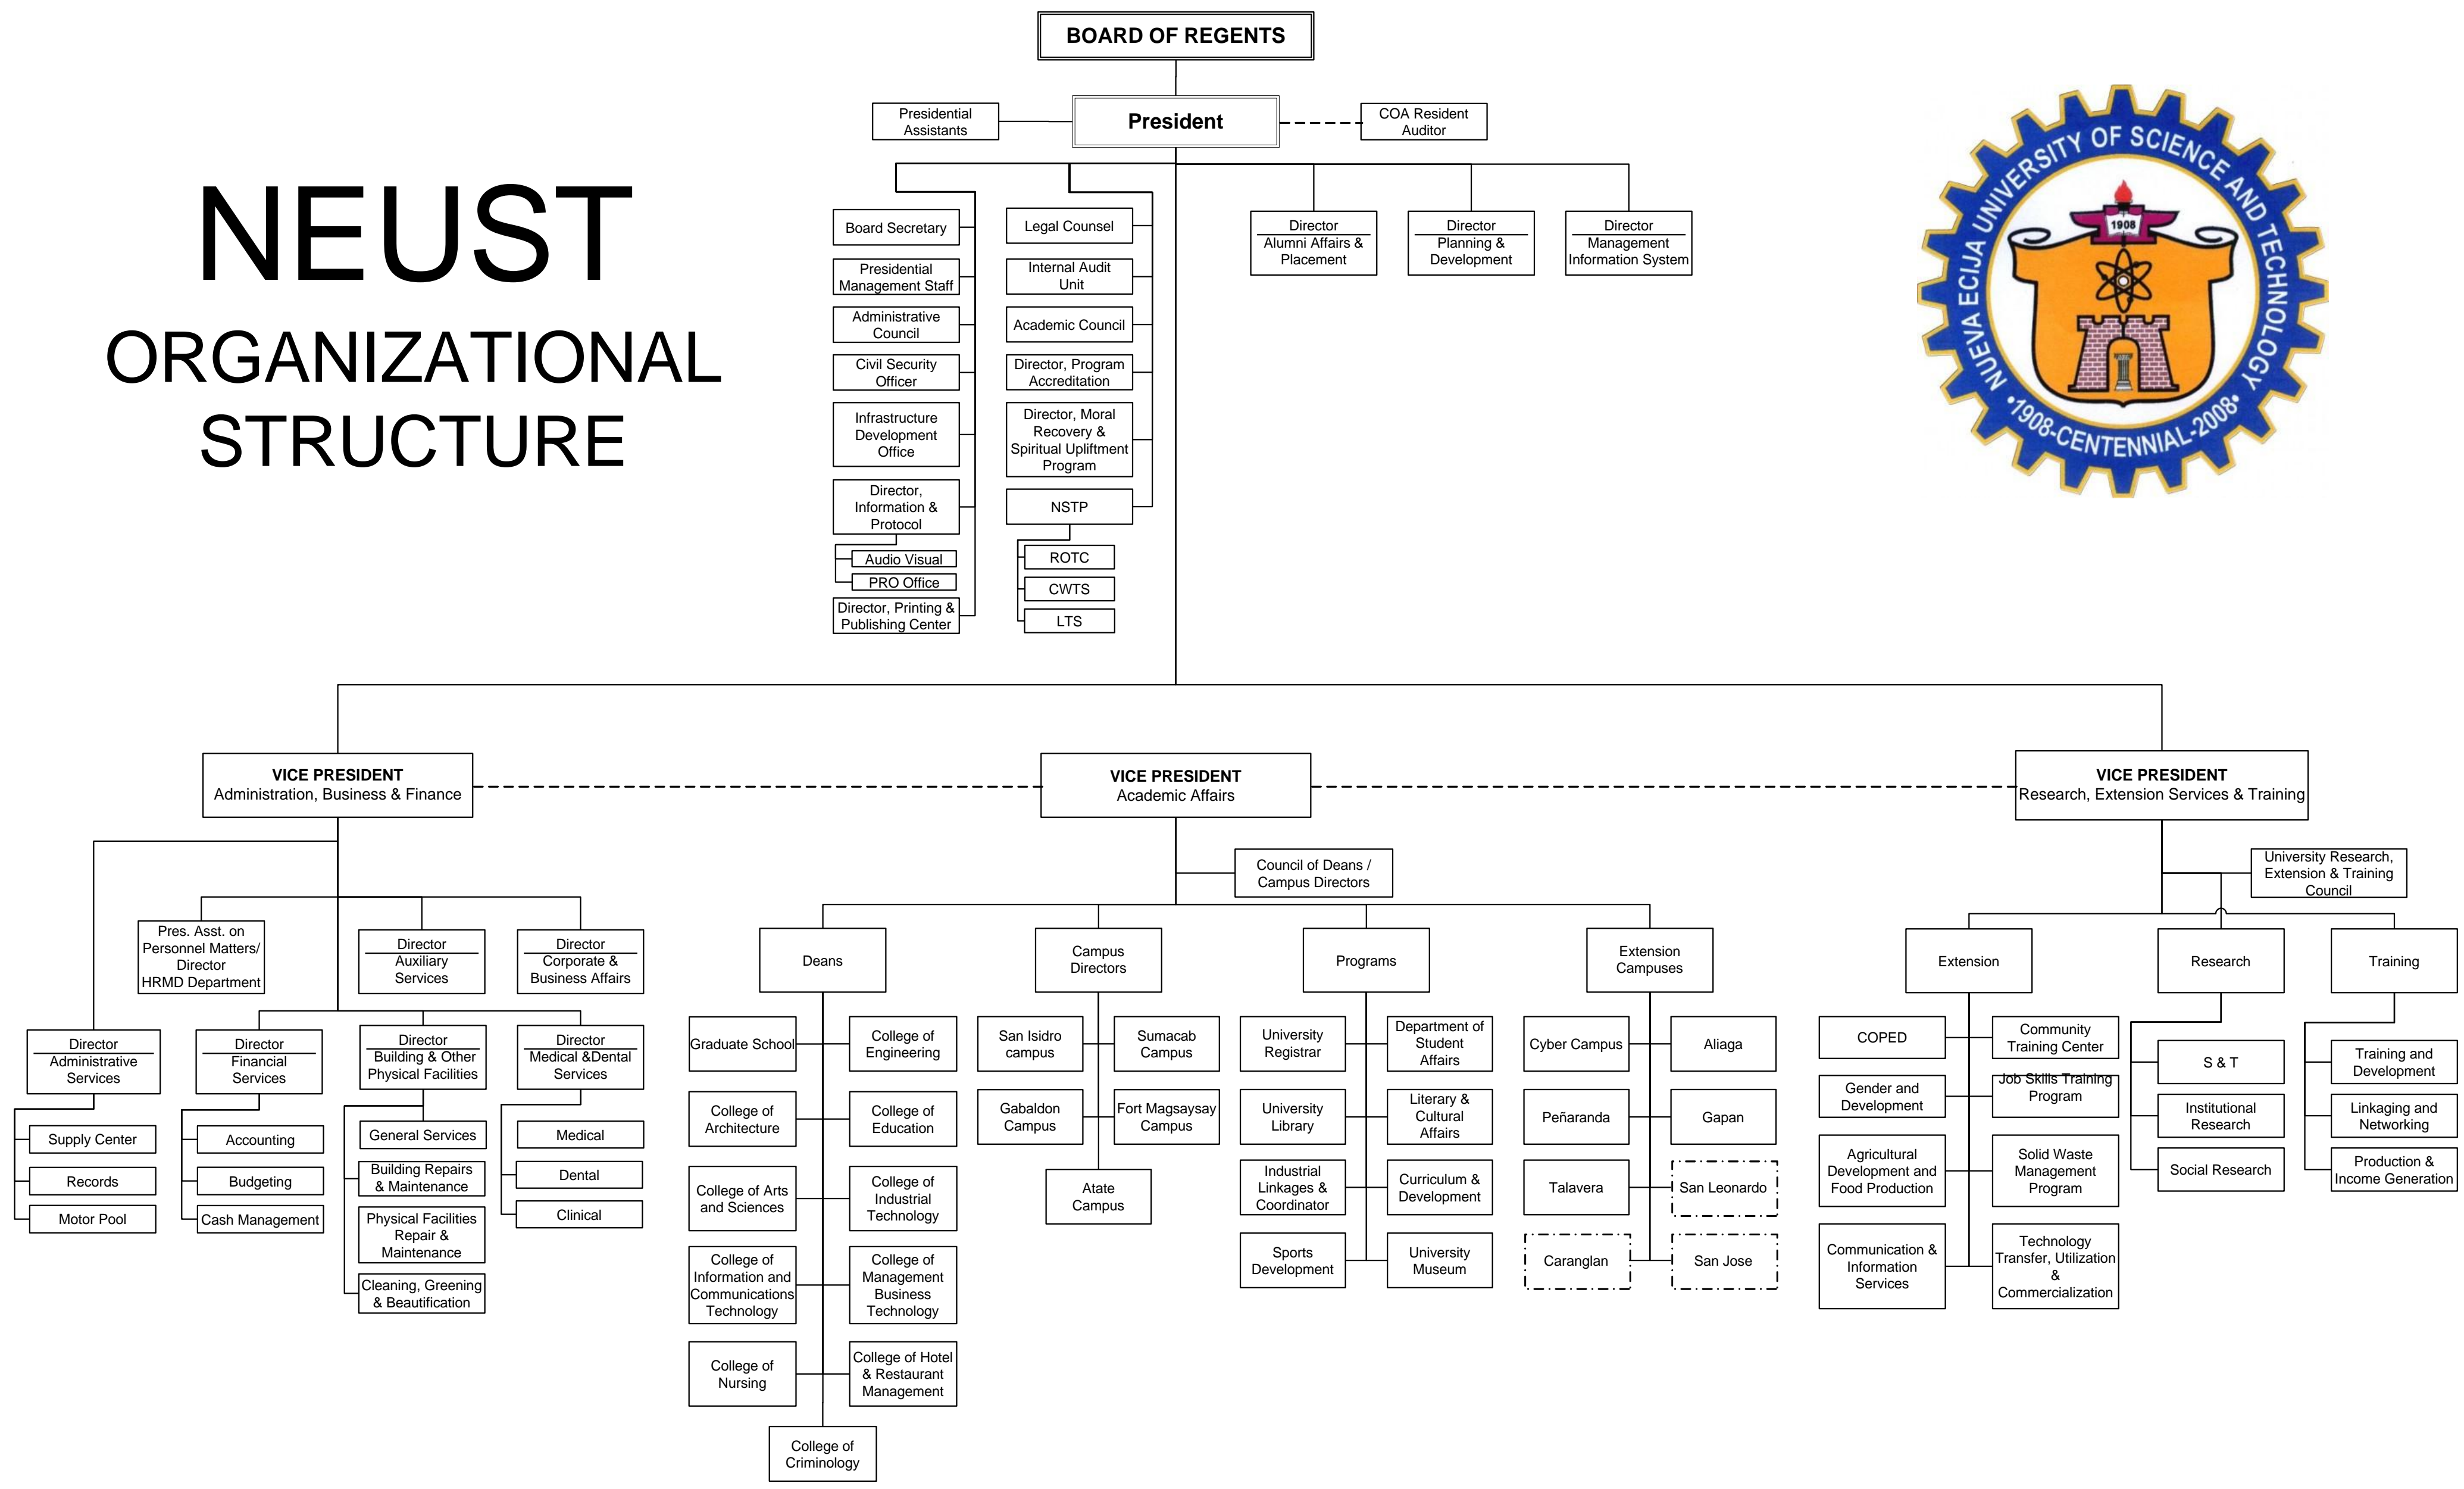 BOARD OF REGENTS
Presidential
Assistants
President
COA Resident
Auditor
NEUST
ORGANIZATIONAL
STRUCTURE
Board Secretary
Presidential
Management Staff
Administrative
Council
Civil Security
Officer
Infrastructure
Development
Office
Director,
Information &
Protocol
Audio Visual
PRO Office
Director, Printing &
Publishing Center
Legal Counsel
Internal Audit
Unit
Academic Council
Director, Program
Accreditation
Director, Moral
Recovery &
Spiritual Upliftment
Program
NSTP
ROTC
CWTS
LTS
Director
Alumni Affairs &
Placement
Director
Planning &
Development
Director
Management
Information System
NUEVA ECIJA UNIVERSITY OF SCIENCE AND TECHNOLOGY
1908
•1908-CENTENNIAL-2008•
VICE PRESIDENT
Administration, Business & Finance
VICE PRESIDENT
Academic Affairs
VICE PRESIDENT
Research, Extension Services & Training
Pres. Asst. on
Personnel Matters/
Director
HRMD Department
Director
Auxiliary
Services
Director
Corporate &
Business Affairs
Director
Administrative
Services
Supply Center
Records
Motor Pool
Director
Financial
Services
Accounting
Budgeting
Cash Management
Director
Building & Other
Physical Facilities
General Services
Building Repairs
& Maintenance
Physical Facilities
Repair &
Maintenance
Cleaning, Greening
& Beautification
Director
Medical &Dental
Services
Medical
Dental
Clinical
Council of Deans /
Campus Directors
Deans
Graduate School
College of
Engineering
College of
Architecture
College of
Education
College of Arts
and Sciences
College of
Industrial
Technology
College of
Information and
Communications
Technology
College of
Management
Business
Technology
College of
Nursing
College of Hotel
& Restaurant
Management
College of
Criminology
Campus
Directors
San Isidro
campus
Sumacab
Campus
Gabaldon
Campus
Fort Magsaysay
Campus
Atate
Campus
Programs
University
Registrar
Department of
Student
Affairs
University
Library
Literary &
Cultural
Affairs
Industrial
Linkages &
Coordinator
Curriculum &
Development
Sports
Development
University
Museum
Extension
Campuses
Cyber Campus
Aliaga
Peñaranda
Gapan
Talavera
San Leonardo
Caranglan
San Jose
University Research,
Extension & Training
Council
Extension
COPED
Community
Training Center
Gender and
Development
Job Skills Training
Program
Agricultural
Development and
Food Production
Solid Waste
Management
Program
Communication &
Information
Services
Technology
Transfer, Utilization
&
Commercialization
Research
S & T
Institutional
Research
Social Research
Training
Training and
Development
Linkaging and
Networking
Production &
Income Generation